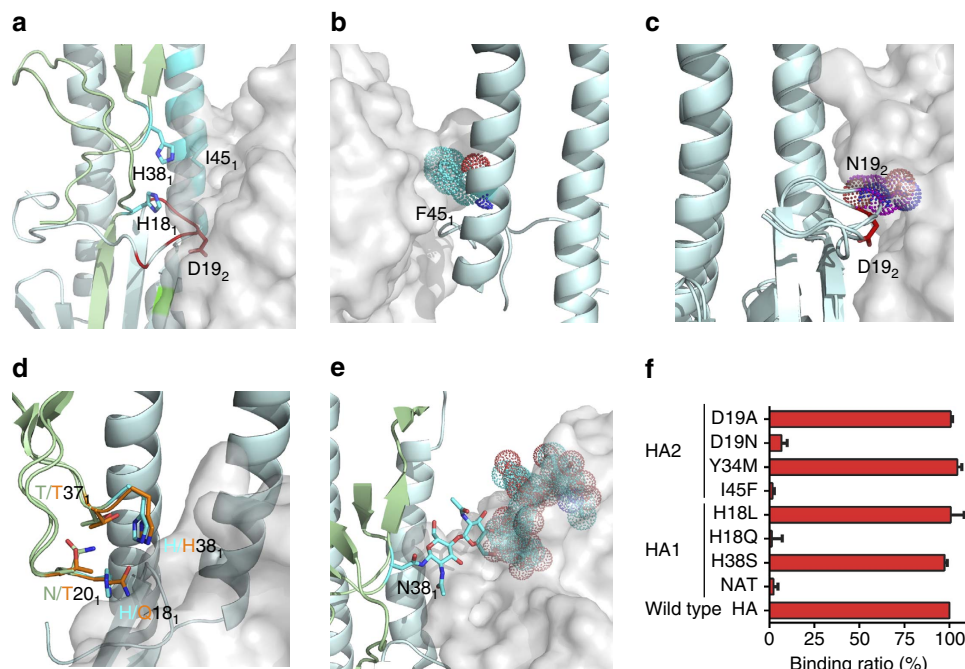 a
H38₁
I45₁
H18₁
D19₂
b
F45₁
c
N19₂
D19₂
d
T/T37₁
H/H38₁
N/T20₁
H/Q18₁
e
N38₁
f
HA2
D19A
D19N
Y34M
I45F
HA1
H18L
H18Q
H38S
NAT
Wild type HA
0 25 50 75 100
Binding ratio (%)